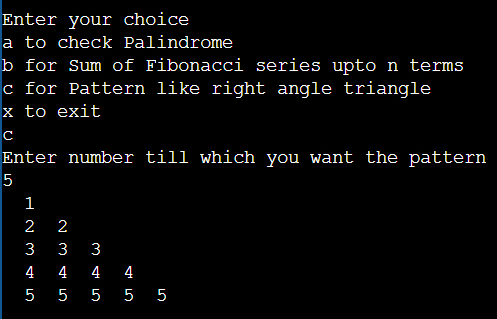 Enter your choice
a to check Palindrome
b for Sum of Fibonacci series upto n terms
c for Pattern like right angle triangle
x to exit
c
Enter number till which you want the pattern
5
  1
  2  2
  3  3  3
  4  4  4  4
  5  5  5  5  5